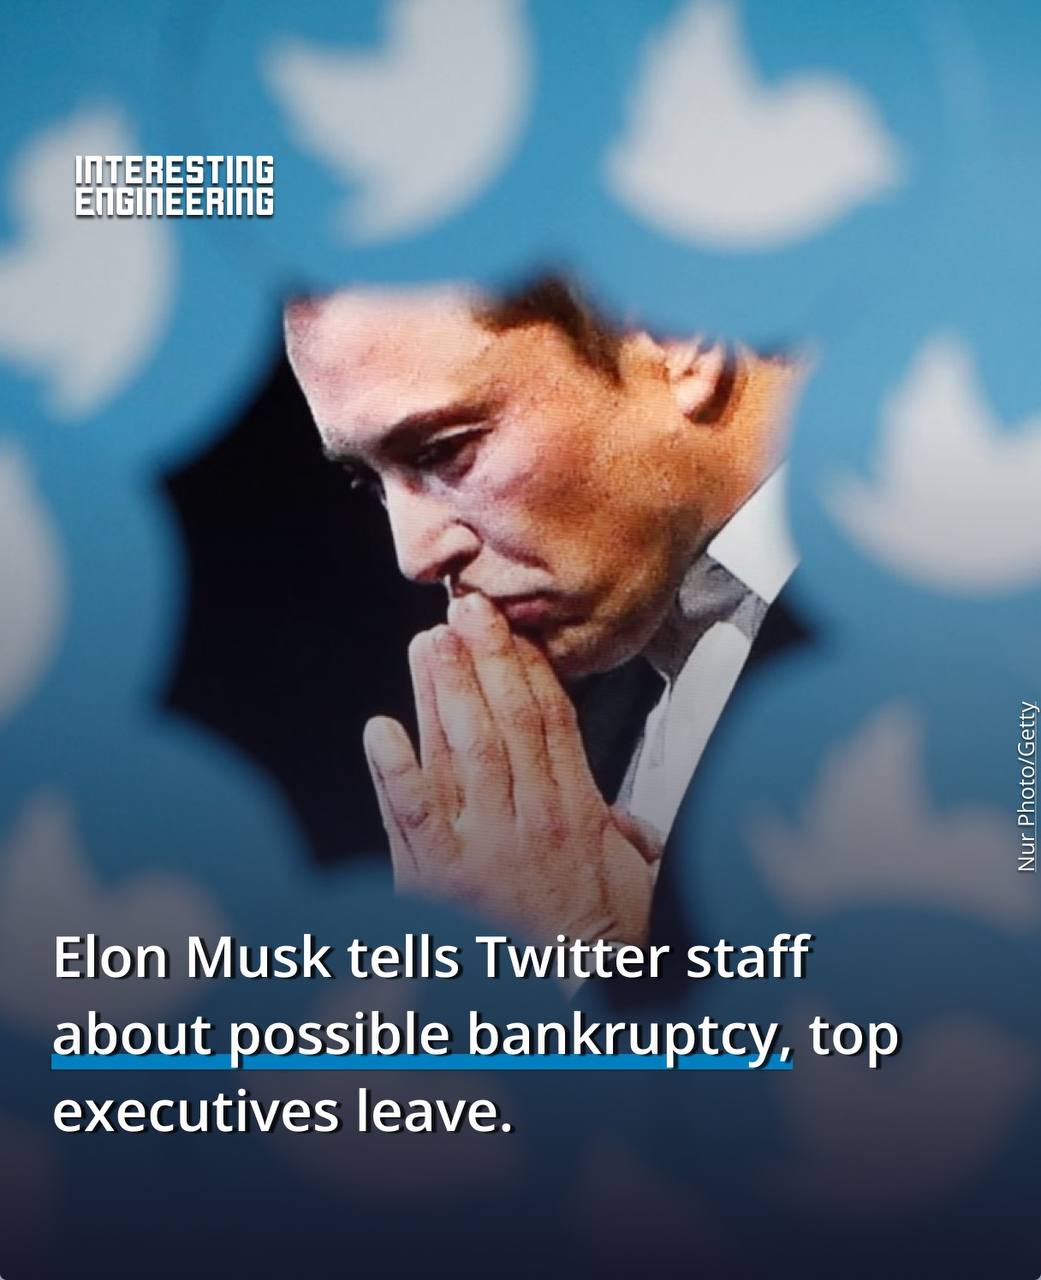 INTERESTING
ENGINEERING
Nur Photo/Getty
Elon Musk tells Twitter staff
about possible bankruptcy, top
executives leave.